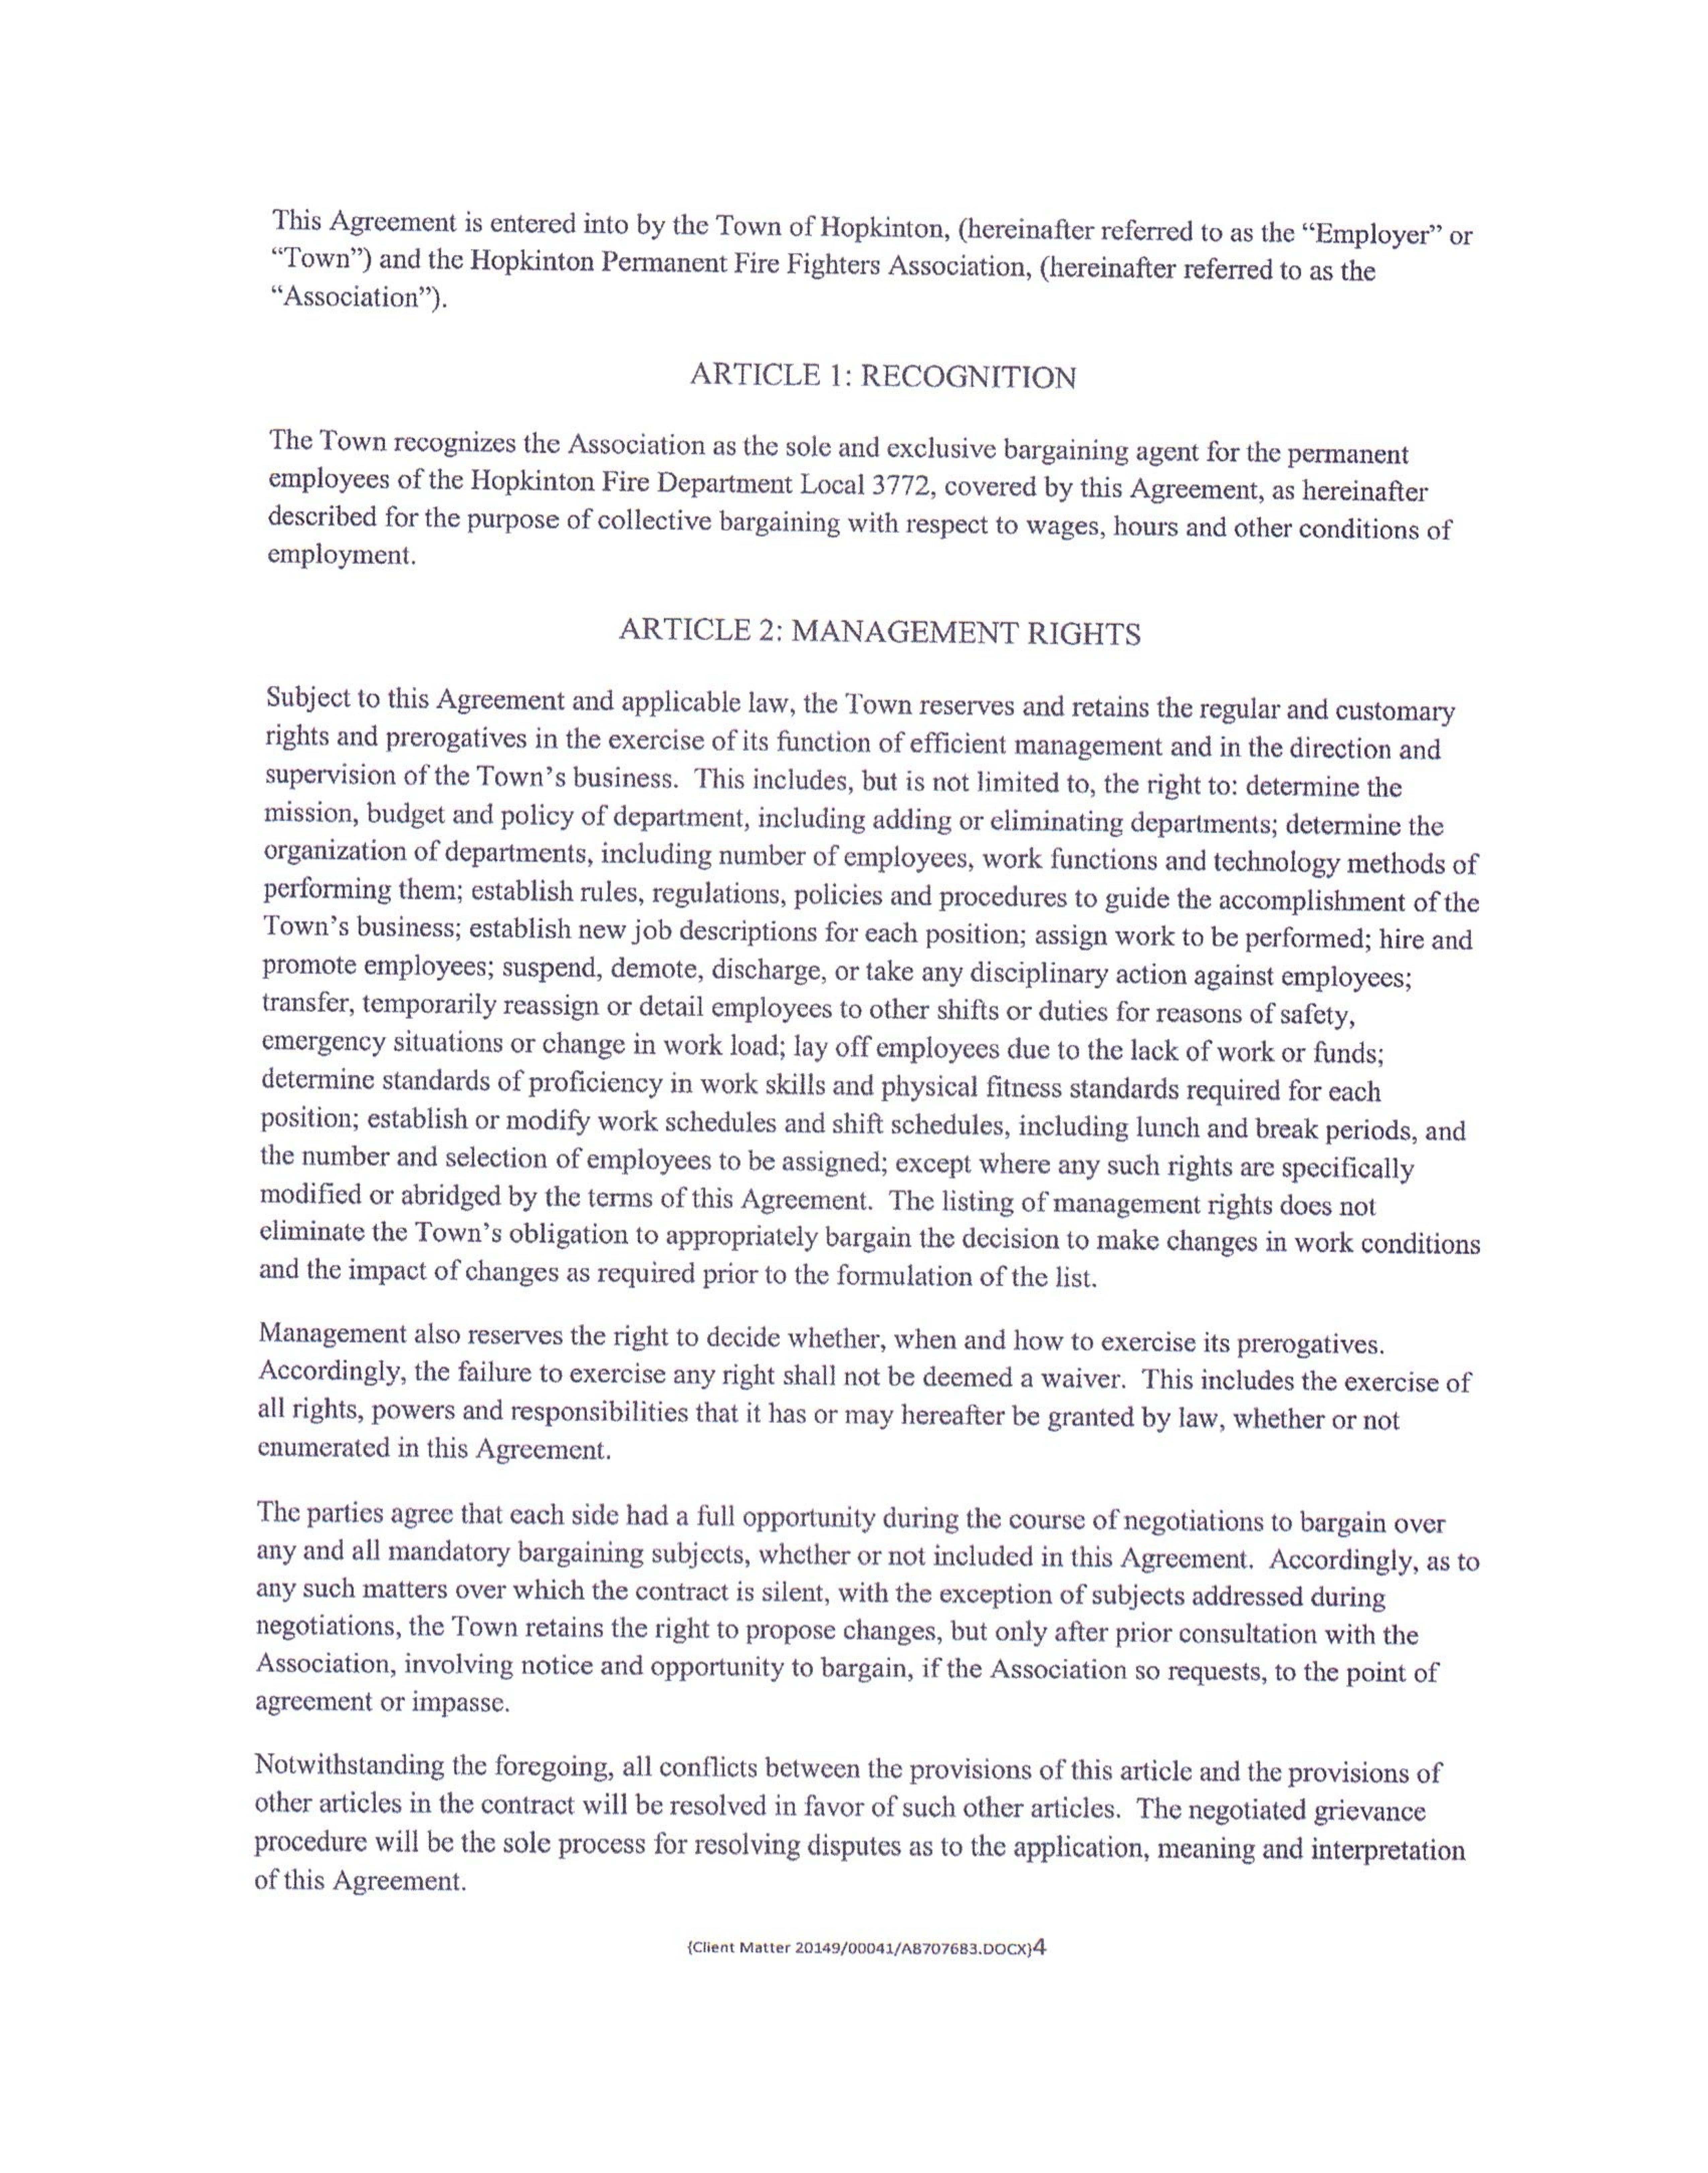 This Agreement is entered into by the Town of Hopkinton, (hereinafter referred to as the “Employer” or
“Town”) and the Hopkinton Permanent Fire Fighters Association, (hereinafter referred to as the
“Association”).
ARTICLE 1: RECOGNITION
The Town recognizes the Association as the sole and exclusive bargaining agent for the permanent
employees of the Hopkinton Fire Department Local 3772, covered by this Agreement, as hereinafter
described for the purpose of collective bargaining with respect to wages, hours and other conditions of
employment.
ARTICLE 2: MANAGEMENT RIGHTS
Subject to this Agreement and applicable law, the Town reserves and retains the regular and customary
rights and prerogatives in the exercise of its function of efficient management and in the direction and
supervision of the Town’s business.  This includes, but is not limited to, the right to: determine the
mission, budget and policy of department, including adding or eliminating departments; determine the
organization of departments, including number of employees, work functions and technology methods of
performing them; establish rules, regulations, policies and procedures to guide the accomplishment of the
Town’s business; establish new job descriptions for each position; assign work to be performed; hire and
promote employees; suspend, demote, discharge, or take any disciplinary action against employees;
transfer, temporarily reassign or detail employees to other shifts or duties for reasons of safety,
emergency situations or change in work load; lay off employees due to the lack of work or funds;
determine standards of proficiency in work skills and physical fitness standards required for each
position; establish or modify work schedules and shift schedules, including lunch and break periods, and
the number and selection of employees to be assigned; except where any such rights are specifically
modified or abridged by the terms of this Agreement.  The listing of management rights does not
eliminate the Town’s obligation to appropriately bargain the decision to make changes in work conditions
and the impact of changes as required prior to the formulation of the list.
Management also reserves the right to decide whether, when and how to exercise its prerogatives.
Accordingly, the failure to exercise any right shall not be deemed a waiver.  This includes the exercise of
all rights, powers and responsibilities that it has or may hereafter be granted by law, whether or not
enumerated in this Agreement.
The parties agree that each side had a full opportunity during the course of negotiations to bargain over
any and all mandatory bargaining subjects, whether or not included in this Agreement.  Accordingly, as to
any such matters over which the contract is silent, with the exception of subjects addressed during
negotiations, the Town retains the right to propose changes, but only after prior consultation with the
Association, involving notice and opportunity to bargain, if the Association so requests, to the point of
agreement or impasse.
Notwithstanding the foregoing, all conflicts between the provisions of this article and the provisions of
other articles in the contract will be resolved in favor of such other articles.  The negotiated grievance
procedure will be the sole process for resolving disputes as to the application, meaning and interpretation
of this Agreement.
{Client Matter 20149/00041/A8707683.DOCX}4